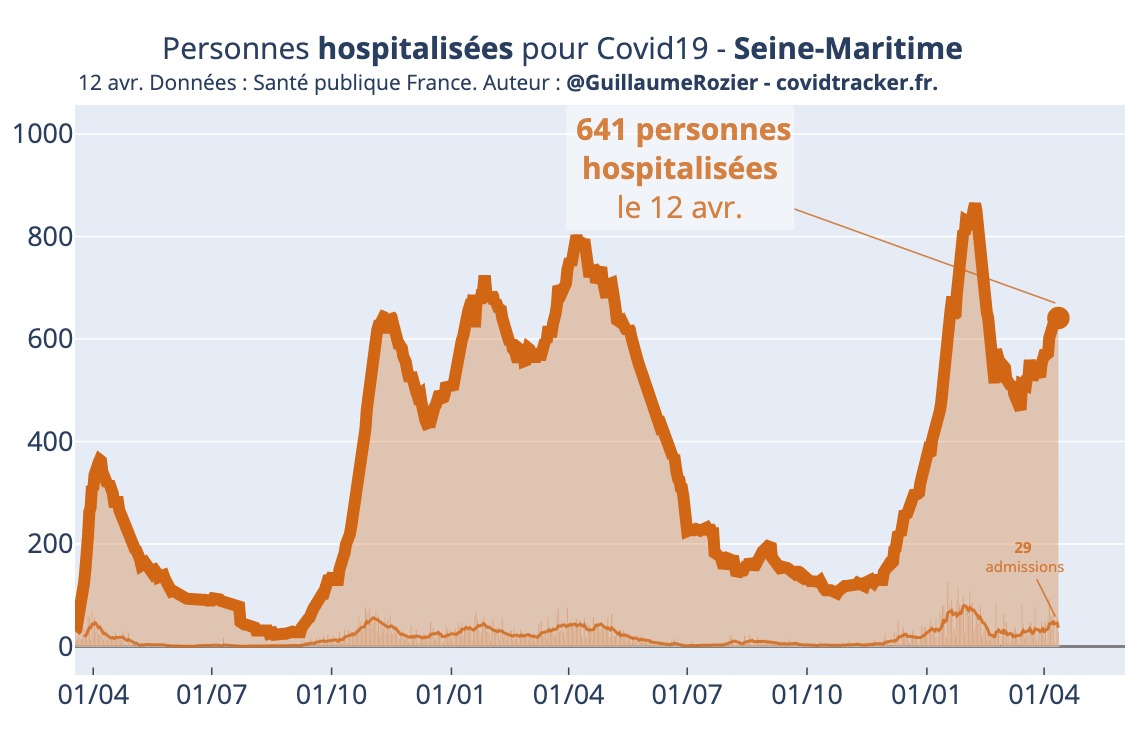 Personnes hospitalisées pour Covid19 - Seine-Maritime
12 avr. Données : Santé publique France. Auteur : @GuillaumeRozier - covidtracker.fr.
641 personnes
hospitalisées
le 12 avr.
1000
800
600
400
200
0
29
admissions
01/04
01/07
01/10
01/01
01/04
01/07
01/10
01/01
01/04